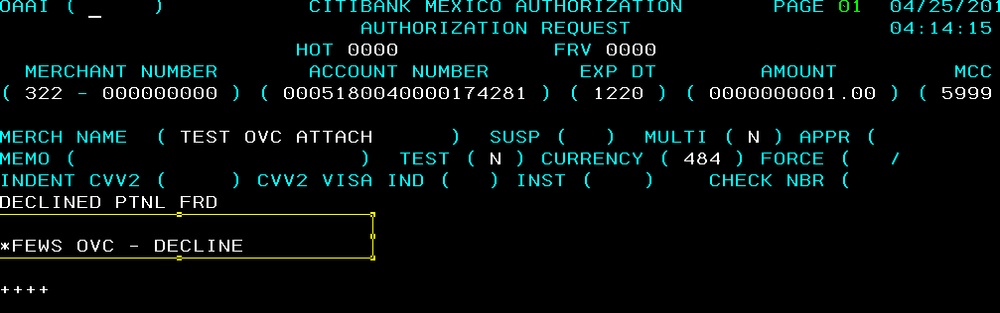 OAAI ( _ ) CITIBANK MEXICO AUTHORIZATION PAGE 01 04/25/201
AUTHORIZATION REQUEST 04:14:15
HOT 0000 FRV 0000
MERCHANT NUMBER ACCOUNT NUMBER EXP DT AMOUNT MCC
( 322 - 000000000 ) ( 0005180040000174281 ) ( 1220 ) ( 0000000001.00 ) ( 5999
MERCH NAME ( TEST OVC ATTACH ) SUSP ( ) MULTI ( N ) APPR (
MEMO ( ) TEST ( N ) CURRENCY ( 484 ) FORCE ( /
INDENT CVV2 ( ) CVV2 VISA IND ( ) INST ( ) CHECK NBR (
DECLINED PTNL FRD
*FEWS OVC - DECLINE
++++